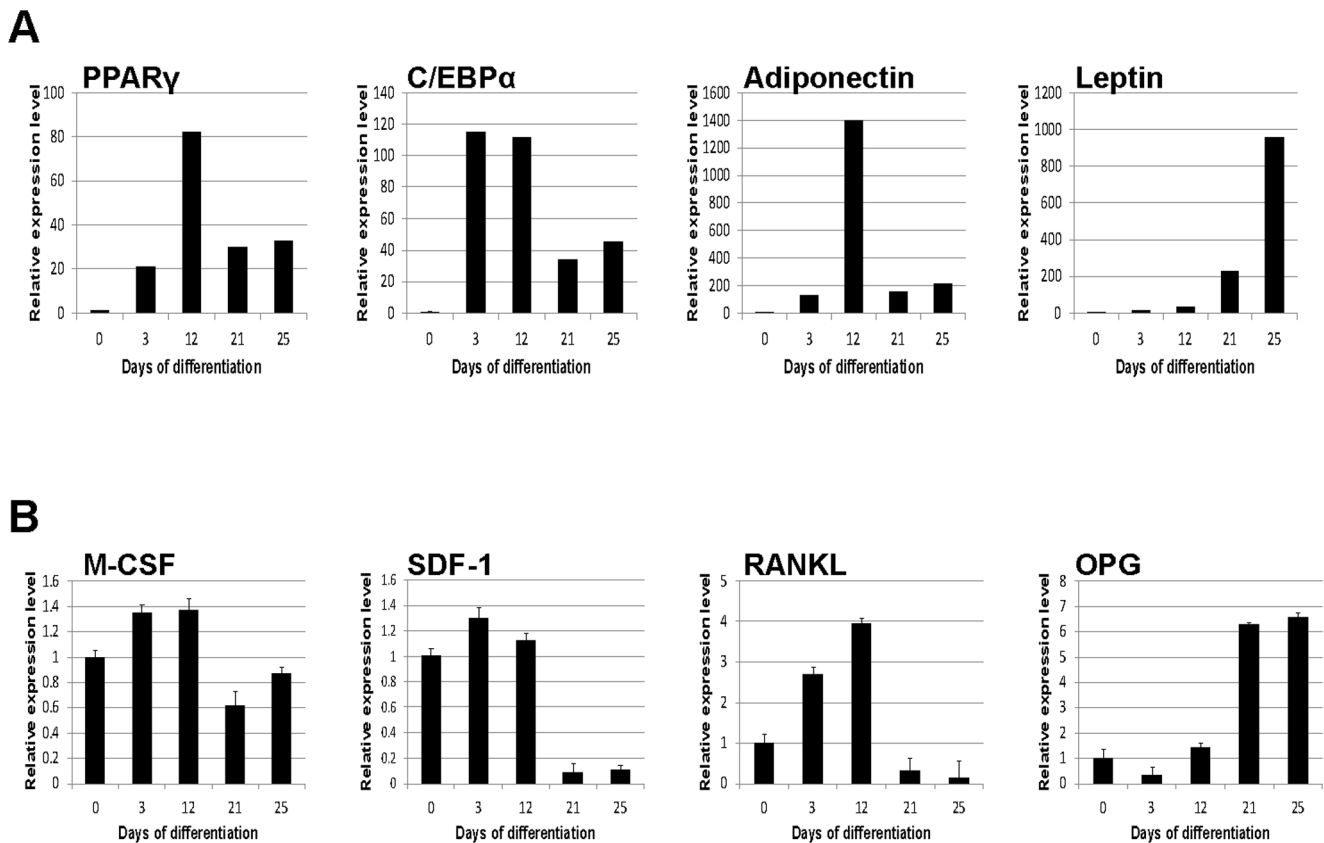 A
PPARγ
Relative expression level
100
80
60
40
20
0
0 3 12 21 25
Days of differentiation
C/EBPα
Relative expression level
140
120
100
80
60
40
20
0
0 3 12 21 25
Days of differentiation
Adiponectin
Relative expression level
1600
1400
1200
1000
800
600
400
200
0
0 3 12 21 25
Days of differentiation
Leptin
Relative expression level
1200
1000
800
600
400
200
0
0 3 12 21 25
Days of differentiation
B
M-CSF
Relative expression level
1.6
1.4
1.2
1
0.8
0.6
0.4
0.2
0
0 3 12 21 25
Days of differentiation
SDF-1
Relative expression level
1.6
1.4
1.2
1
0.8
0.6
0.4
0.2
0
0 3 12 21 25
Days of differentiation
RANKL
Relative expression level
5
4
3
2
1
0
0 3 12 21 25
Days of differentiation
OPG
Relative expression level
8
7
6
5
4
3
2
1
0
0 3 12 21 25
Days of differentiation